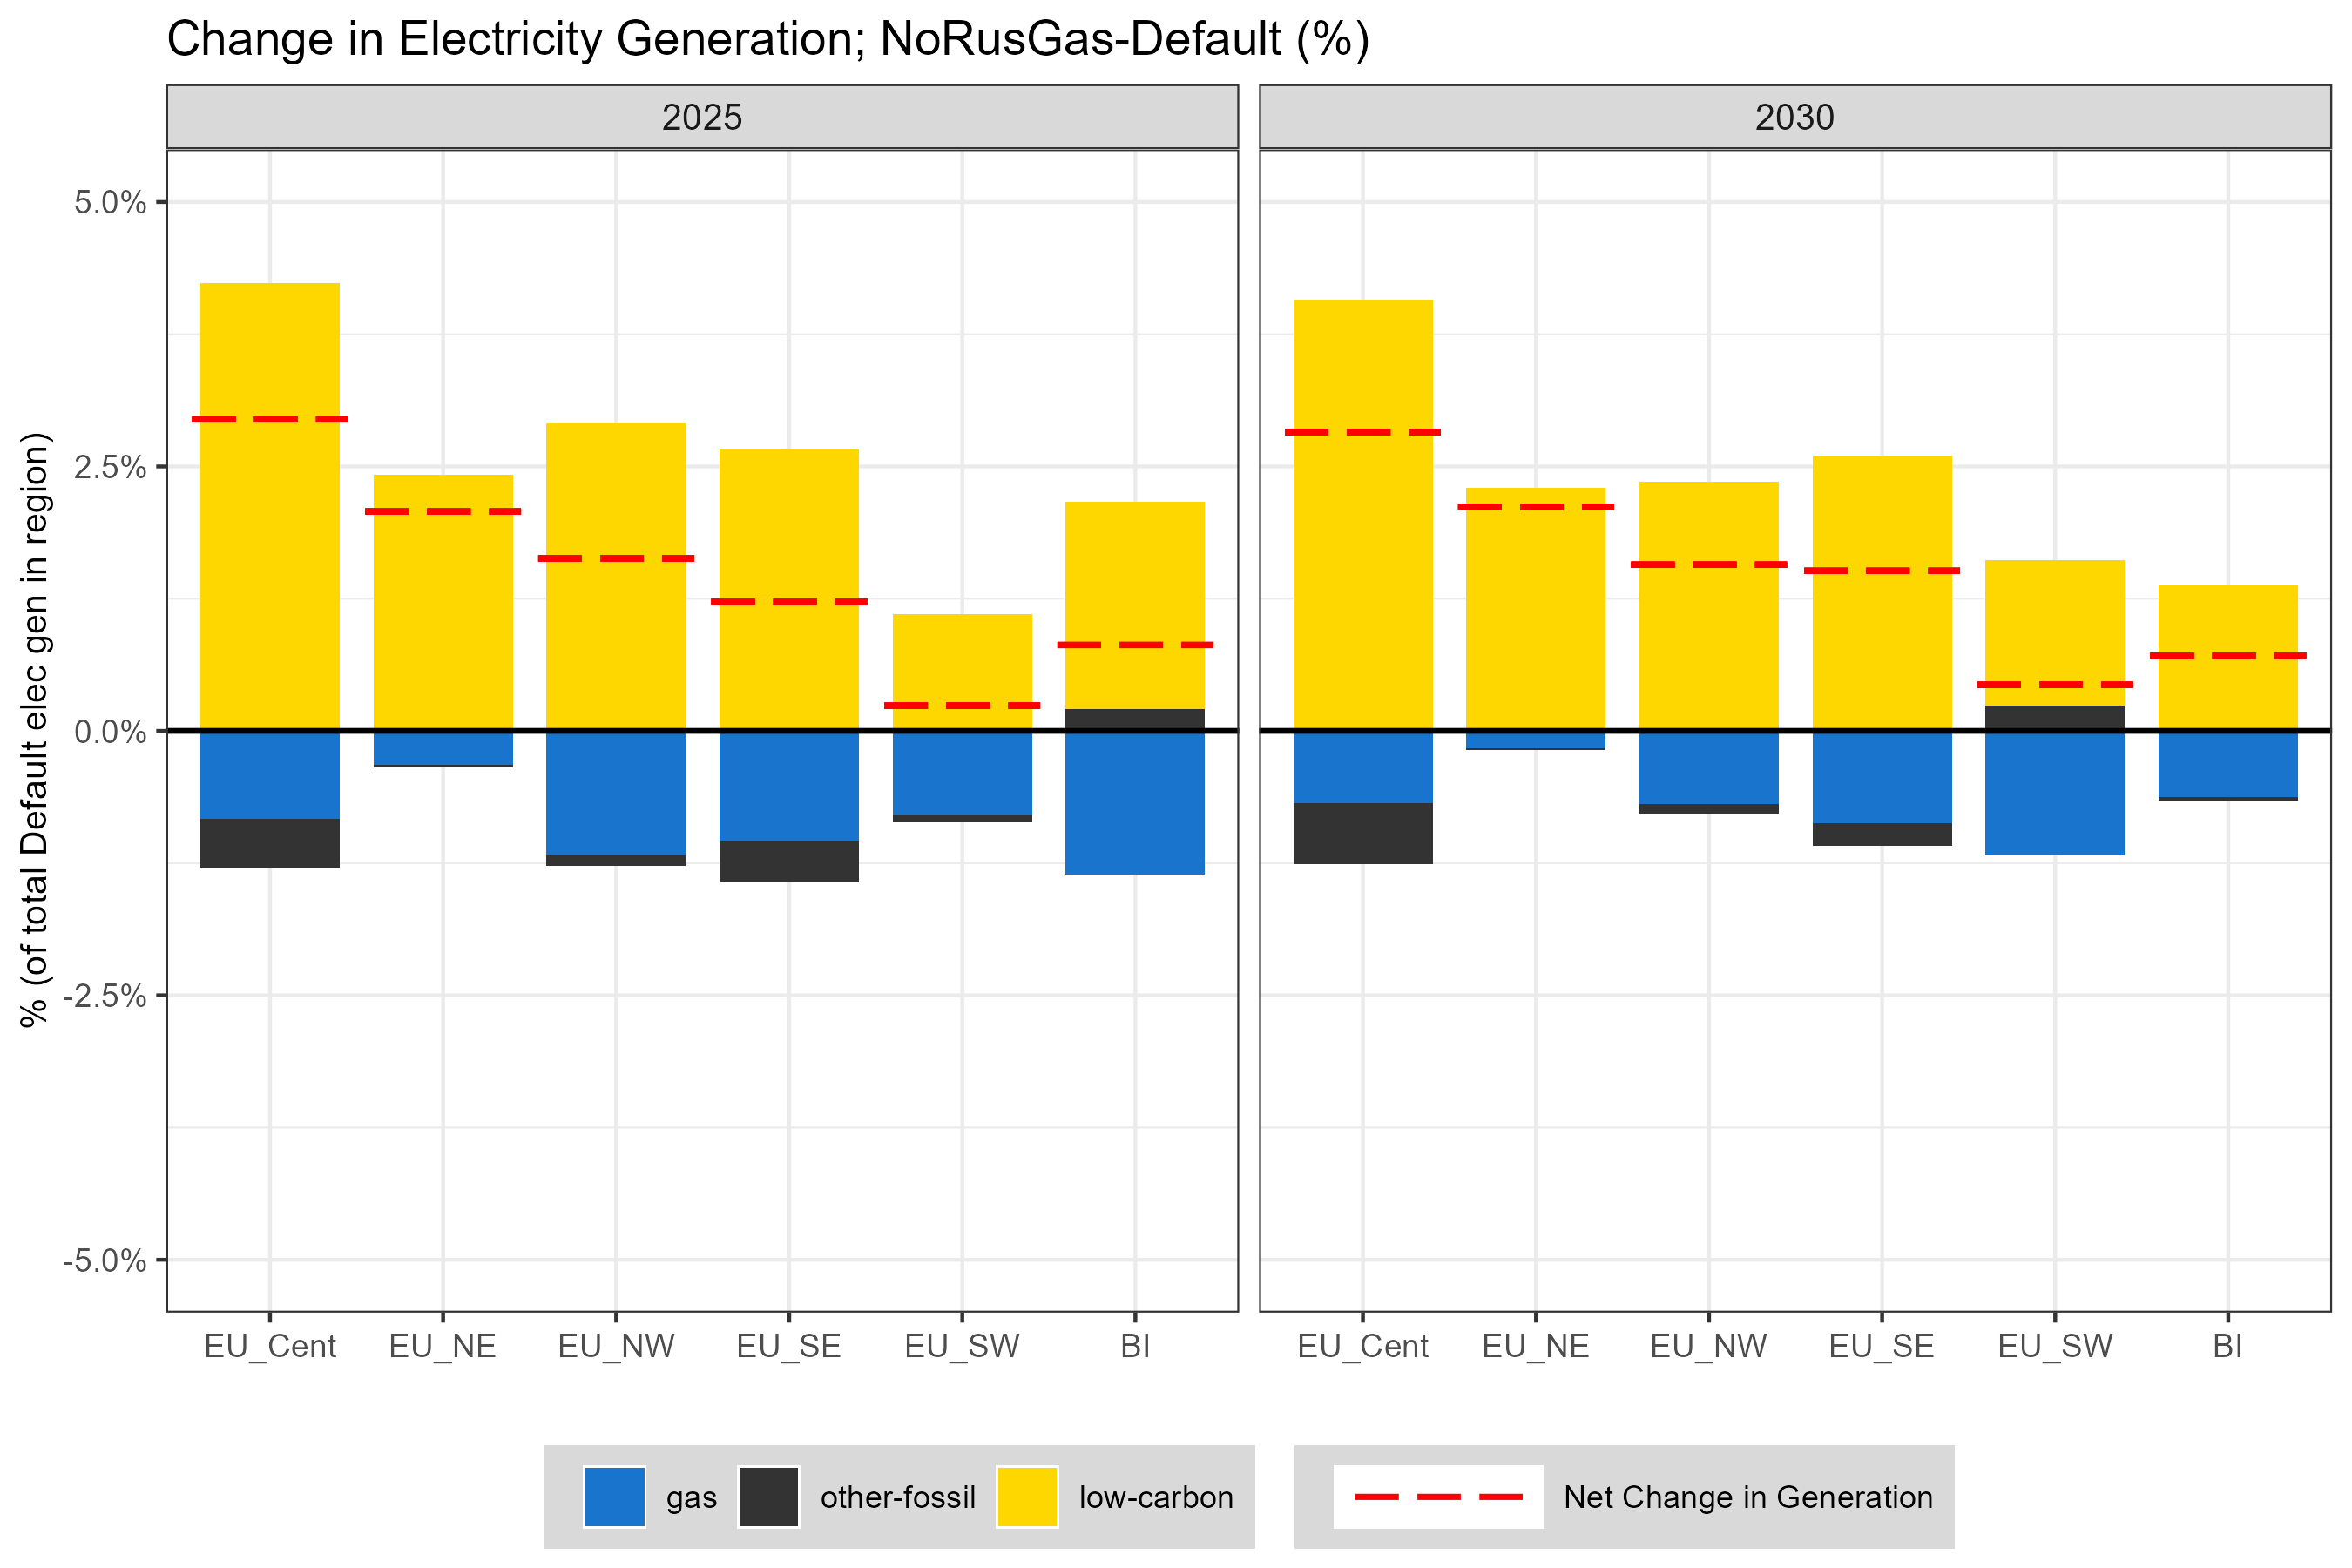 Change in Electricity Generation; NoRusGas-Default (%)
2025
2030
% (of total Default elec gen in region)
5.0%
2.5%
0.0%
-2.5%
-5.0%
EU_Cent EU_NE EU_NW EU_SE EU_SW BI
EU_Cent EU_NE EU_NW EU_SE EU_SW BI
gas other-fossil low-carbon
Net Change in Generation